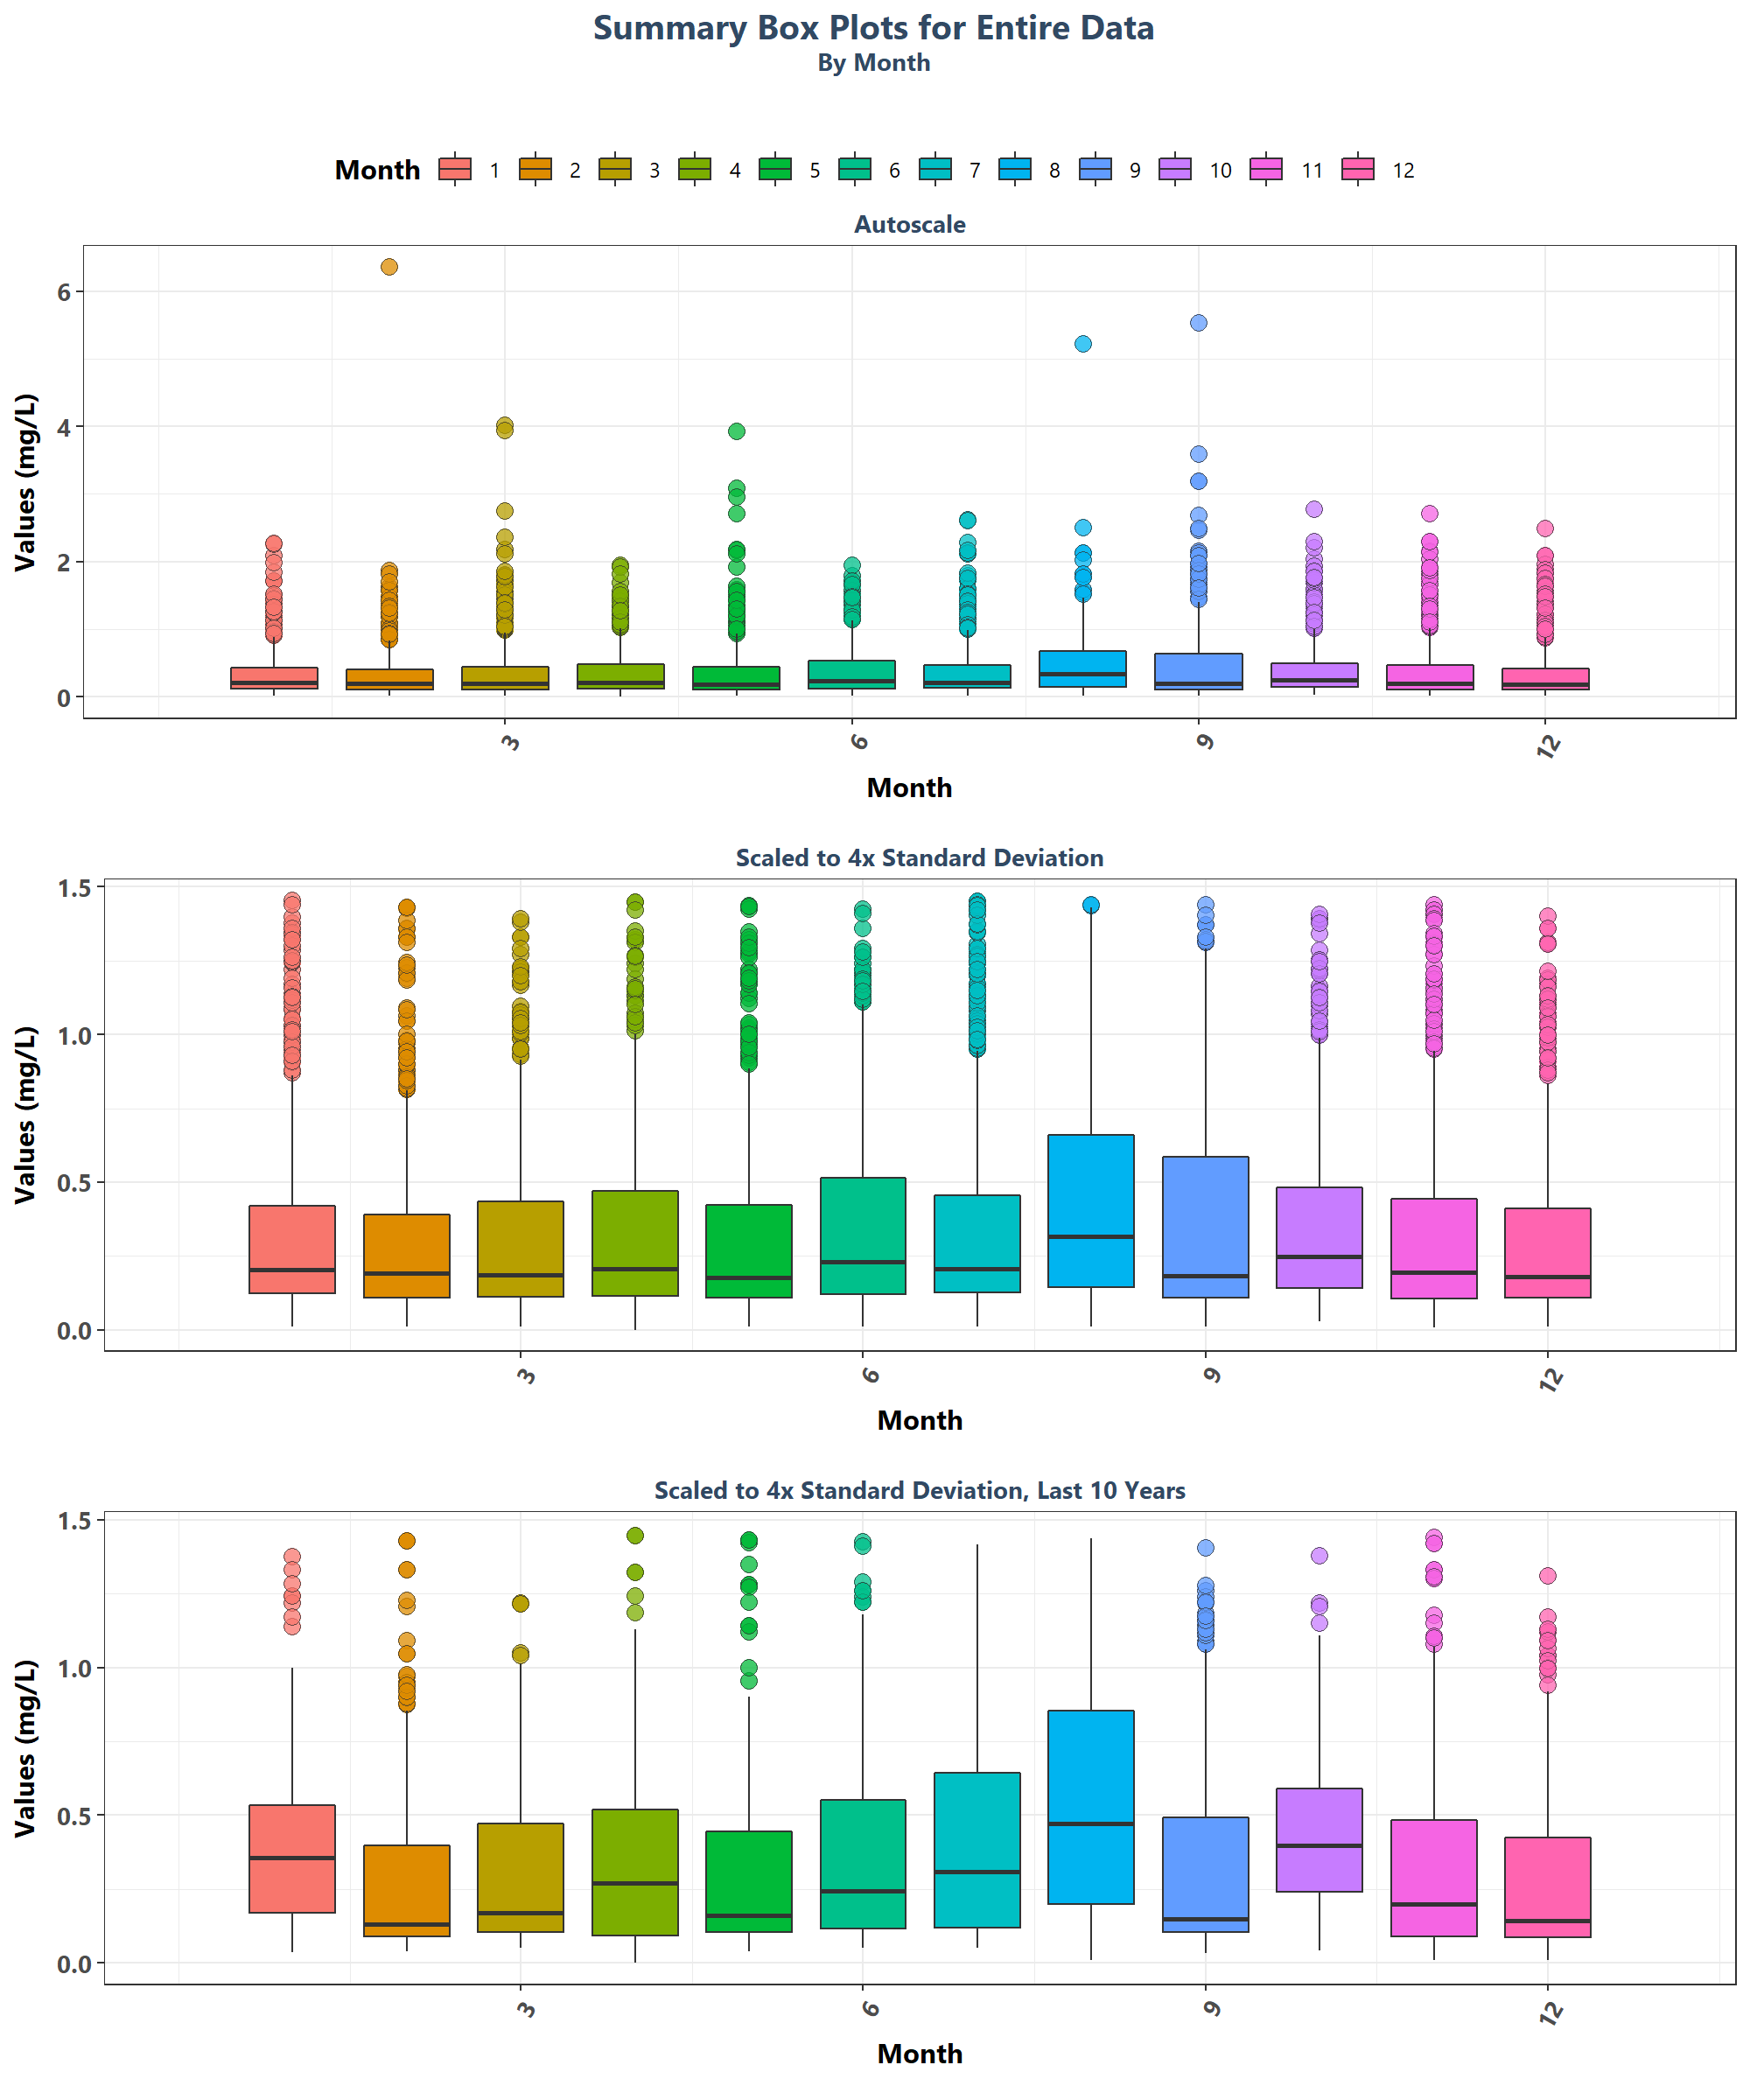 Summary Box Plots for Entire Data
By Month
Month 1 2 3 4 5 6 7 8 9 10 11 12
Autoscale
Values (mg/L)
6
4
2
0
3 6 9 12
Month
Scaled to 4x Standard Deviation
Values (mg/L)
1.5
1.0
0.5
0.0
3 6 9 12
Month
Scaled to 4x Standard Deviation, Last 10 Years
Values (mg/L)
1.5
1.0
0.5
0.0
3 6 9 12
Month